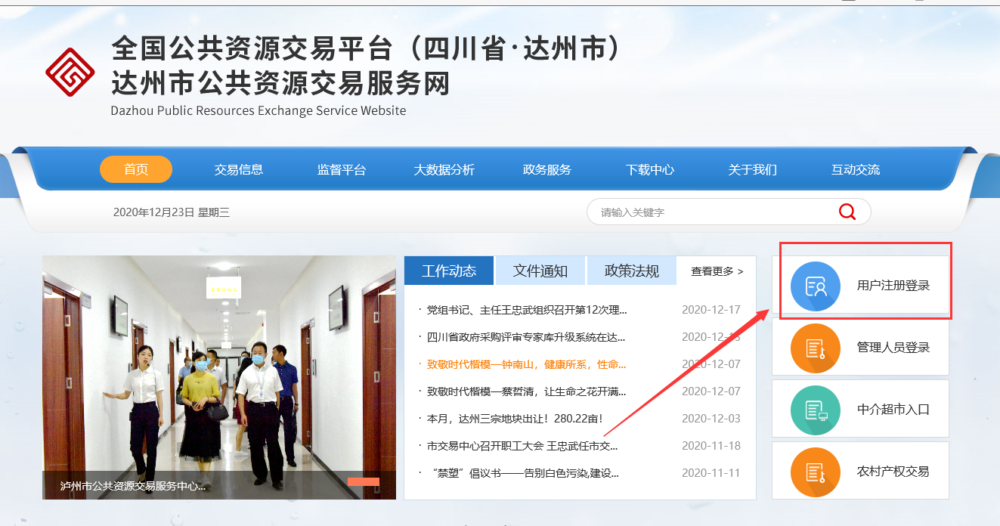 全国公共资源交易平台（四川省·达州市）
达州市公共资源交易服务网
Dazhou Public Resources Exchange Service Website
首页 交易信息 监督平台 大数据分析 政务服务 下载中心 关于我们 互动交流
2020年12月23日 星期三
请输入关键字
工作动态 文件通知 政策法规 查看更多 >
· 党组书记、主任王忠武组织召开第12次理... 2020-12-17
· 四川省政府采购评审专家库升级系统在达... 2020-12-
· 致敬时代楷模—钟南山，健康所系，性命... 2020-12-07
· 致敬时代楷模—蔡哲清，让生命之花开满... 2020-12-07
· 本月，达州三宗地块出让！280.22亩！ 2020-12-03
· 市交易中心召开职工大会 王忠武任市交... 2020-11-18
· “禁塑”倡议书——告别白色污染,建设... 2020-11-11
泸州市公共资源交易服务中心...
用户注册登录
管理人员登录
中介超市入口
农村产权交易